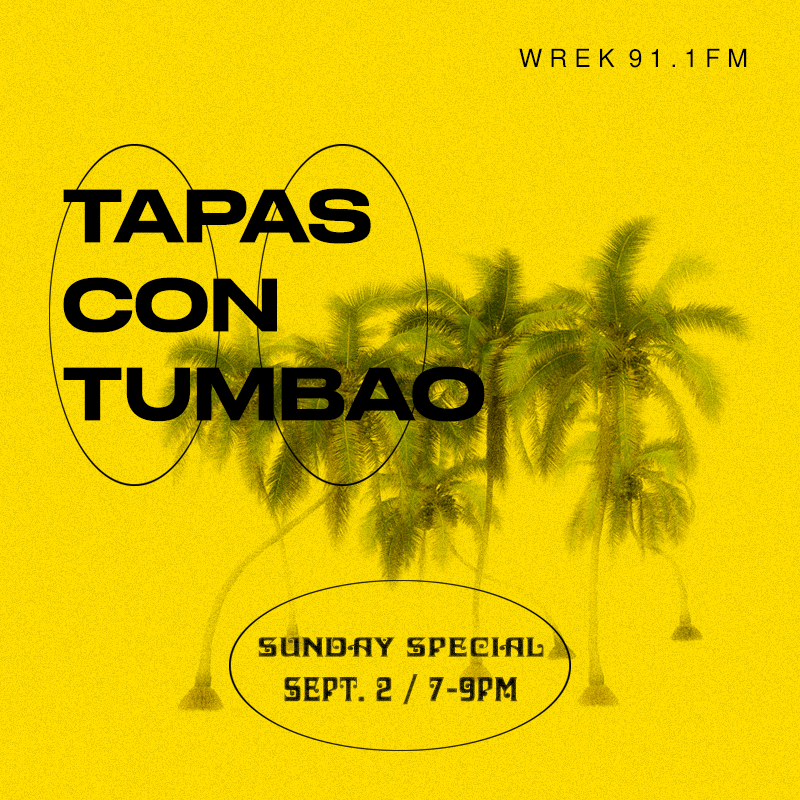 WREK 91.1FM
TAPAS
CON
TUMBAO
SUNDAY SPECIAL
SEPT. 2 / 7-9PM